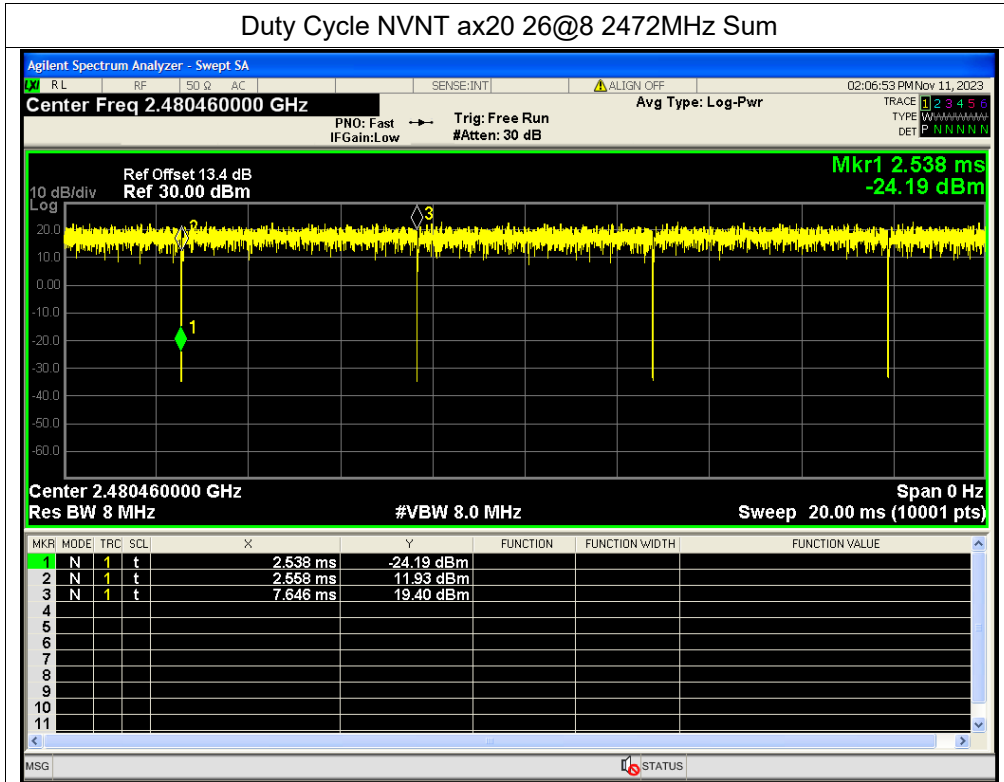 Duty Cycle NVNT ax20 26@8 2472MHz Sum
Agilent Spectrum Analyzer - Swept SA
LXI RL RF 50 Ω AC SENSE:INT ALIGN OFF 02:06:53 PM Nov 11, 2023
Center Freq 2.480460000 GHz Avg Type: Log-Pwr TRACE 1 2 3 4 5 6
PNO: Fast Trig: Free Run TYPE WWWWWW
IFGain:Low #Atten: 30 dB DET P N N N N N
Mkr1 2.538 ms
Ref Offset 13.4 dB
10 dB/div Ref 30.00 dBm -24.19 dBm
Log
3
20.0
2
10.0
0.00
-10.0
1
-20.0
-30.0
-40.0
-50.0
-60.0
Center 2.480460000 GHz Span 0 Hz
Res BW 8 MHz #VBW 8.0 MHz Sweep 20.00 ms (10001 pts)
MKR MODE TRC SCL X Y FUNCTION FUNCTION WIDTH FUNCTION VALUE
1 N 1 t 2.538 ms -24.19 dBm
2 N 1 t 2.558 ms 11.93 dBm
3 N 1 t 7.646 ms 19.40 dBm
4
5
6
7
8
9
10
11
MSG STATUS